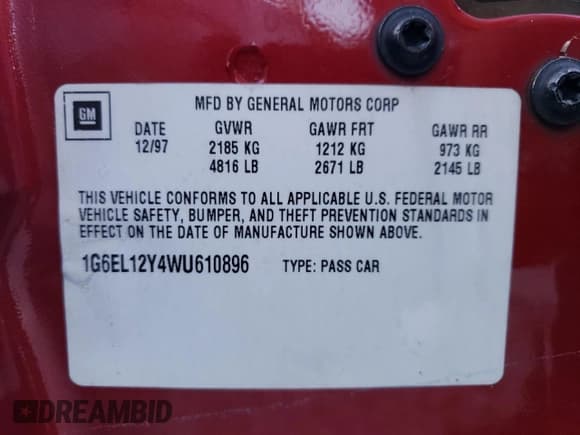 GM
MFD BY GENERAL MOTORS CORP
DATE GVWR GAWR FRT GAWR RR
12/97 2185 KG 1212 KG 973 KG
4816 LB 2671 LB 2145 LB
THIS VEHICLE CONFORMS TO ALL APPLICABLE U.S. FEDERAL MOTOR
VEHICLE SAFETY, BUMPER, AND THEFT PREVENTION STANDARDS IN
EFFECT ON THE DATE OF MANUFACTURE SHOWN ABOVE.
1G6EL12Y4WU610896 TYPE: PASS CAR
DREAMBID